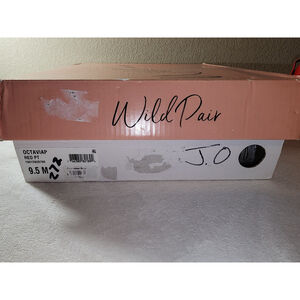 Wild Pair
OCTAVIAP
RED PT
9.5 M
J.O